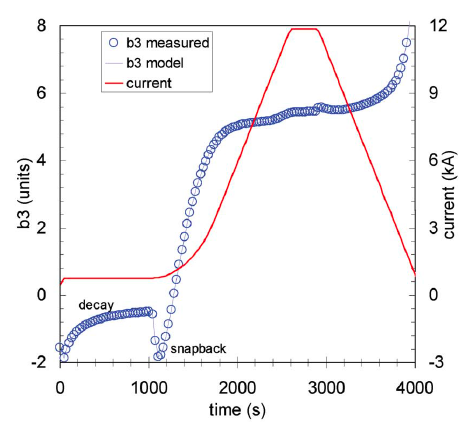 8
6
4
2
0
-2
b3 (units)
b3 measured
b3 model
current
decay
snapback
12
9
6
3
0
-3
current (kA)
0
1000
2000
3000
4000
time (s)